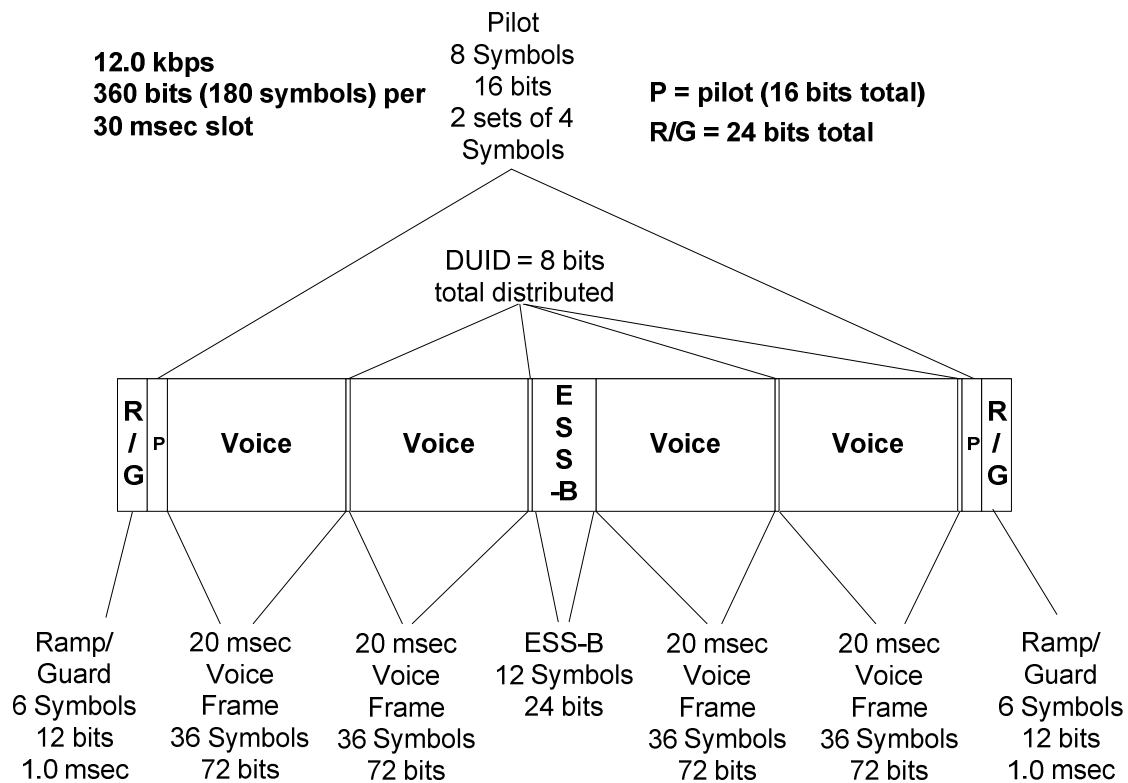 Pilot
8 Symbols
16 bits
2 sets of 4
Symbols
12.0 kbps
360 bits (180 symbols) per
30 msec slot
P = pilot (16 bits total)
R/G = 24 bits total
DUID = 8 bits
total distributed
R
/
G
P
Voice
Voice
E
S
S
-B
Voice
Voice
P
R
/
G
Ramp/
Guard
6 Symbols
12 bits
1.0 msec
20 msec
Voice
Frame
36 Symbols
72 bits
20 msec
Voice
Frame
36 Symbols
72 bits
ESS-B
12 Symbols
24 bits
20 msec
Voice
Frame
36 Symbols
72 bits
20 msec
Voice
Frame
36 Symbols
72 bits
Ramp/
Guard
6 Symbols
12 bits
1.0 msec